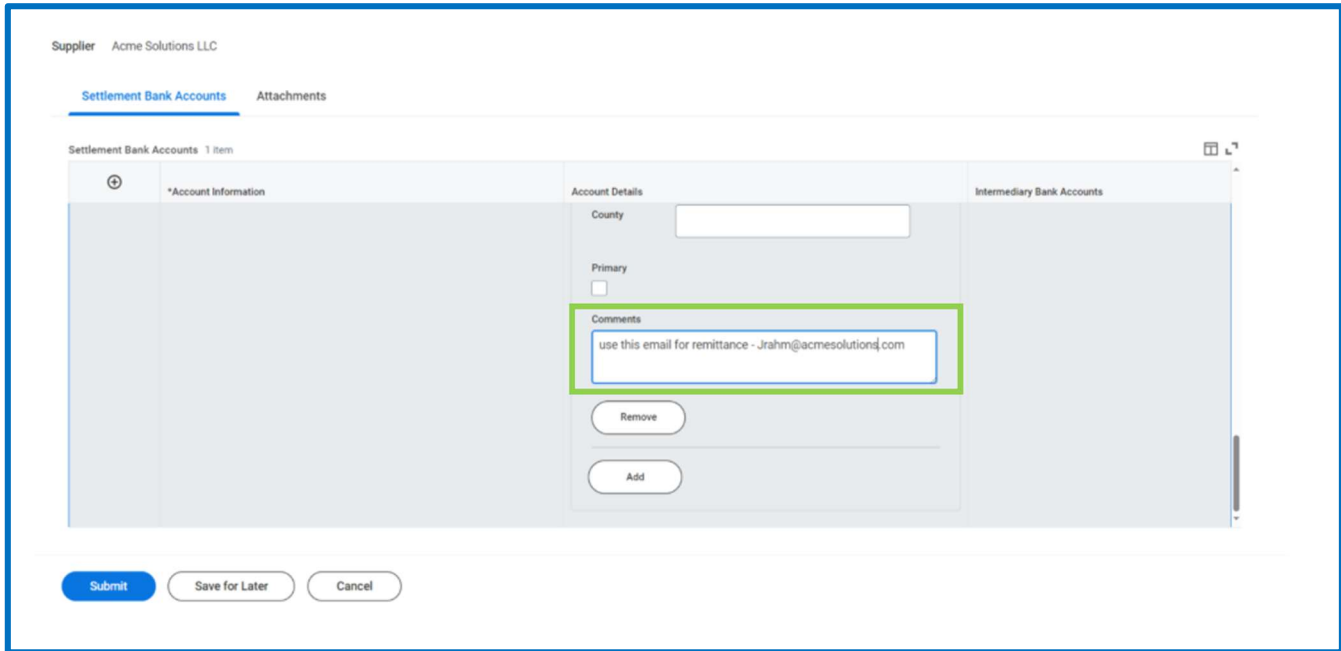 Supplier Acme Solutions LLC
Settlement Bank Accounts Attachments
Settlement Bank Accounts 1 item
*Account Information Account Details Intermediary Bank Accounts
County
Primary
Comments
use this email for remittance - Jrahm@acmesolutions.com
Remove
Add
Submit Save for Later Cancel